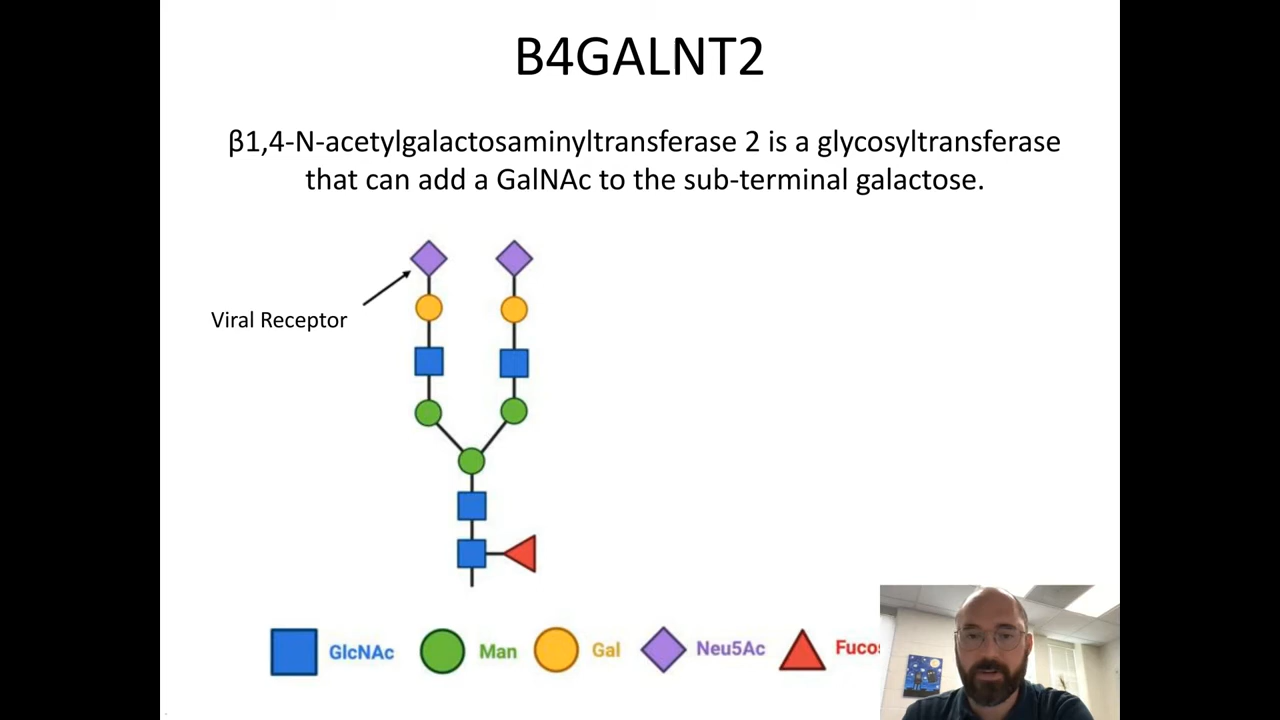 B4GALNT2
β1,4-N-acetylgalactosaminyltransferase 2 is a glycosyltransferase
that can add a GalNAc to the sub-terminal galactose.
Viral Receptor
GlcNAc Man Gal Neu5Ac Fucos